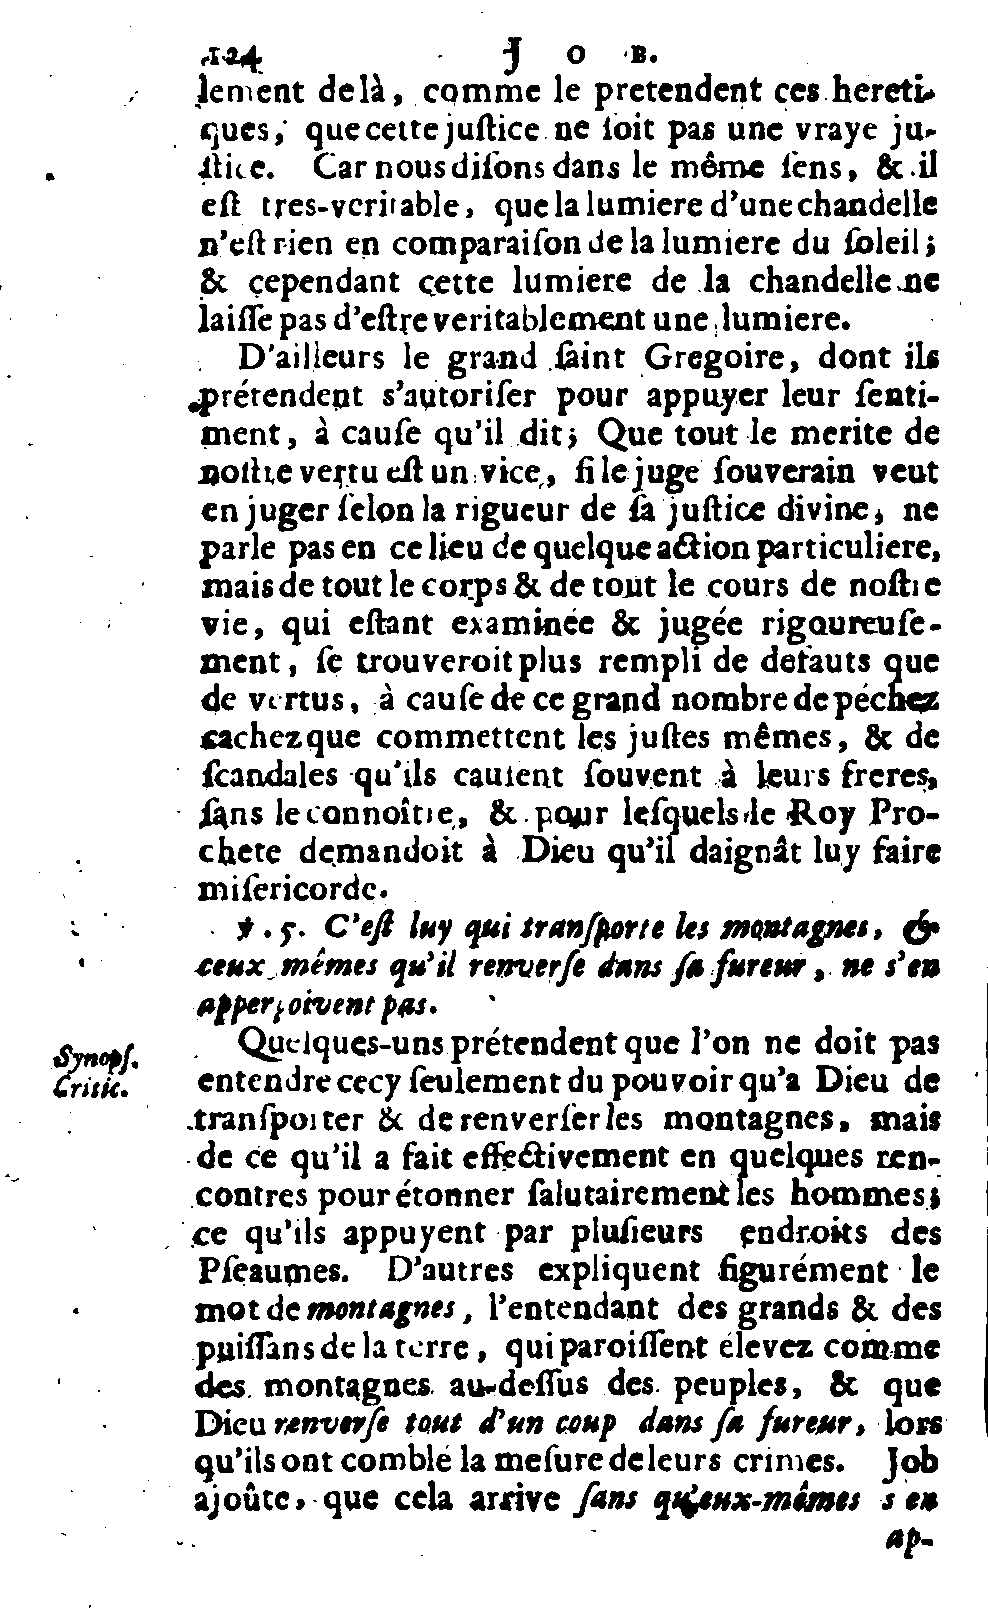 124 JOB.
lement delà, comme le pretendent ces hereti-
ques, que cette juſtice ne ſoit pas une vraye ju-
ſtice. Car nous diſons dans le même ſens, & il
eſt tres-veritable, que la lumiere d'une chandelle
n'eſt rien en comparaiſon de la lumiere du ſoleil;
& cependant cette lumiere de la chandelle ne
laiſſe pas d'eſtre veritablement une lumiere.
D'ailleurs le grand ſaint Gregoire, dont ils
prétendent s'autoriſer pour appuyer leur ſenti-
ment, à cauſe qu'il dit; Que tout le merite de
noſtre vertu eſt un vice, ſi le juge ſouverain veut
en juger ſelon la rigueur de ſa juſtice divine, ne
parle pas en ce lieu de quelque action particuliere,
mais de tout le corps & de tout le cours de noſtre
vie, qui eſtant examinée & jugée rigoureuſe-
ment, ſe trouveroit plus rempli de defauts que
de vertus, à cauſe de ce grand nombre de péchez
cachez que commettent les juſtes mêmes, & de
ſcandales qu'ils cauſent ſouvent à leurs freres,
ſans le connoître, & pour leſquels le Roy Pro-
chete demandoit à Dieu qu'il daignât luy faire
miſericorde.
℣. 5. C'eſt luy qui tranſporte les montagnes, &
ceux mêmes qu'il renverſe dans ſa fureur, ne s'en
apperçoivent pas.
Quelques-uns prétendent que l'on ne doit pas
Synopſ.
Critic.
entendre cecy ſeulement du pouvoir qu'a Dieu de
tranſporter & de renverſer les montagnes, mais
de ce qu'il a fait effectivement en quelques ren-
contres pour étonner ſalutairement les hommes;
ce qu'ils appuyent par pluſieurs endroits des
Pſeaumes. D'autres expliquent figurément le
mot de montagnes, l'entendant des grands & des
puiſſans de la terre, qui paroiſſent élevez comme
des montagnes au-deſſus des peuples, & que
Dieu renverſe tout d'un coup dans ſa fureur, lors
qu'ils ont comblé la meſure de leurs crimes. Job
ajoûte, que cela arrive ſans qu'eux-mêmes s'en
ap-